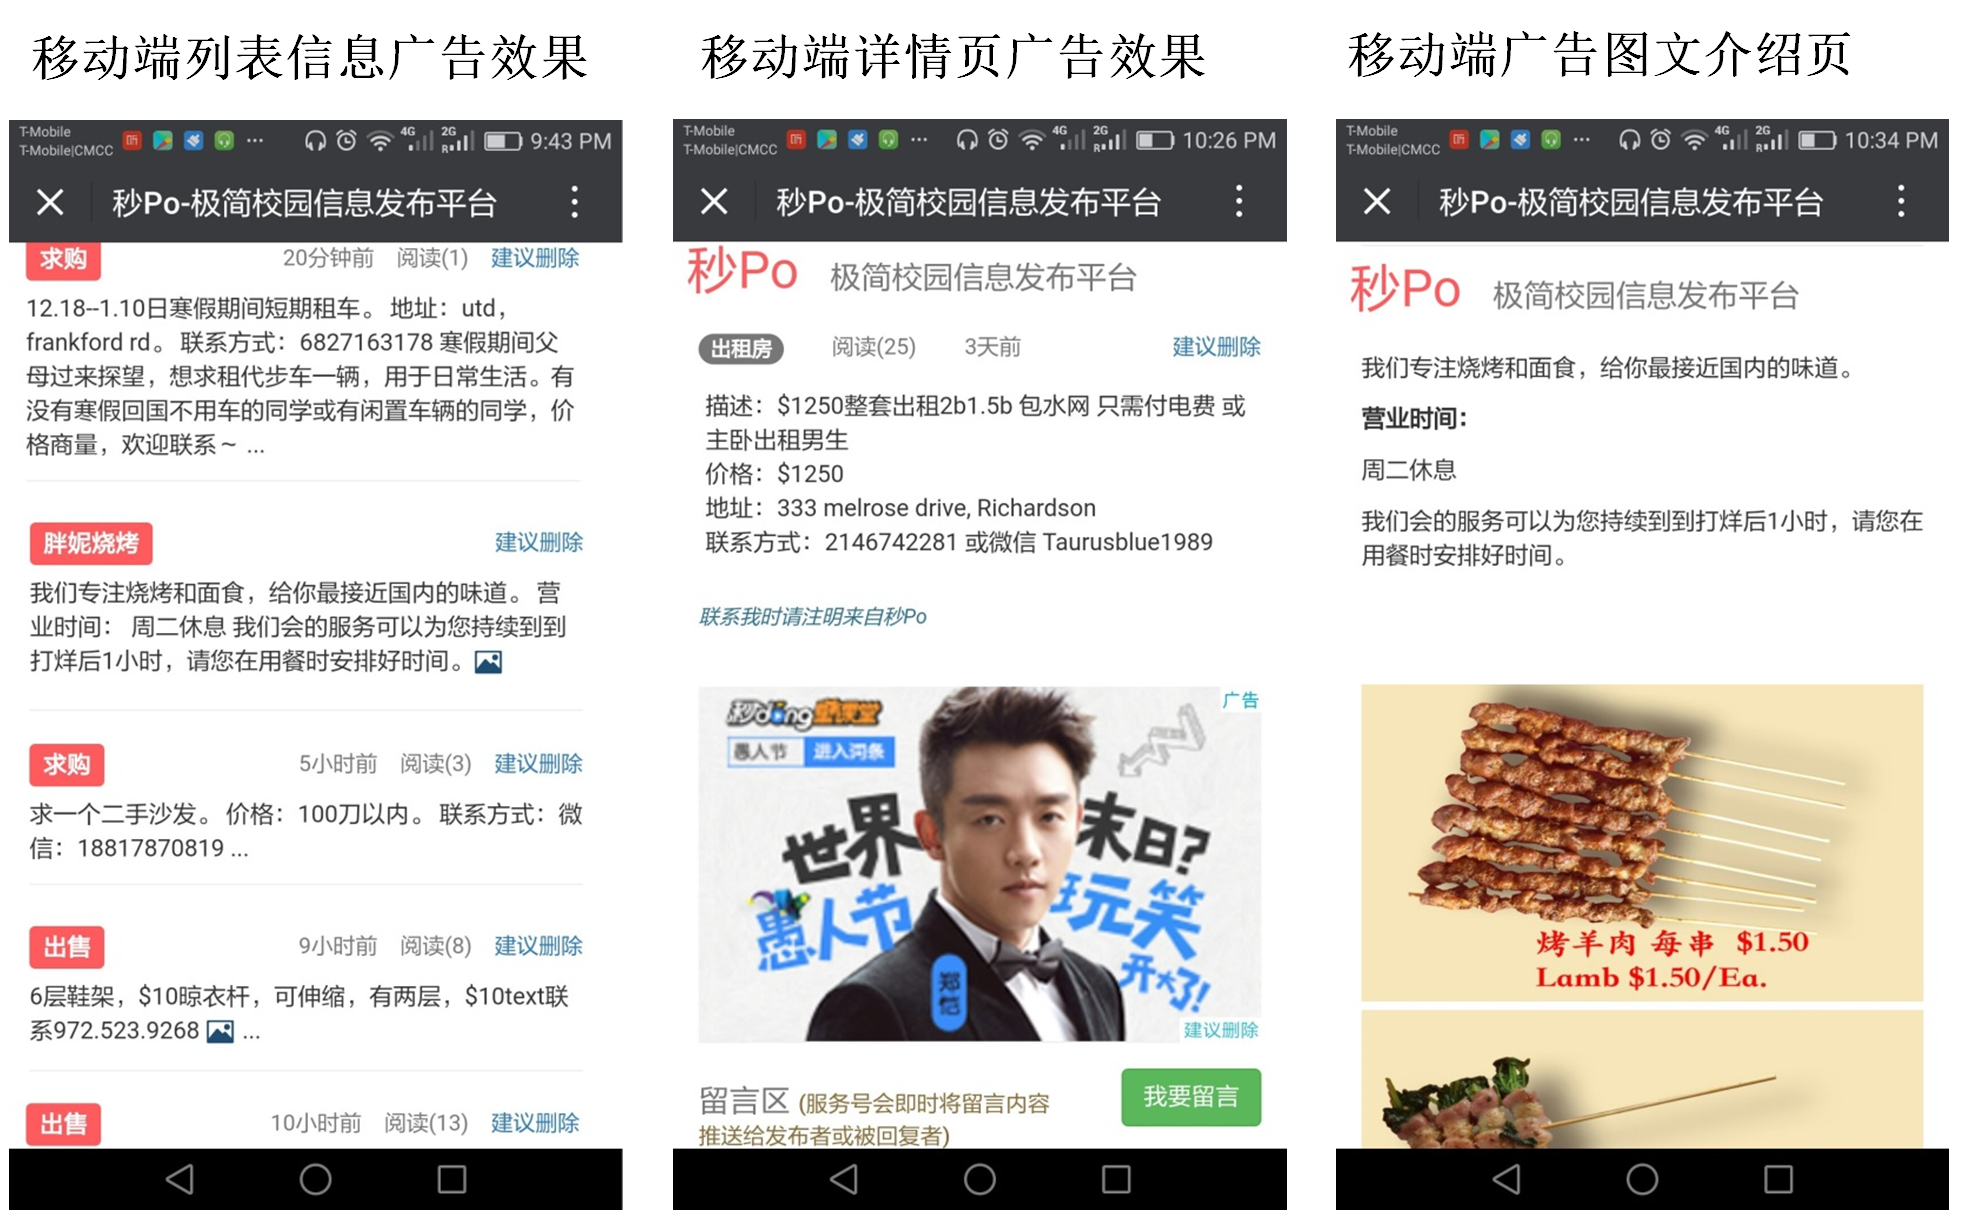 移动端列表信息广告效果
T-Mobile
T-Mobile|CMCC
4G
2G
R
9:43 PM
秒Po-极简校园信息发布平台
求购 20分钟前 阅读(1) 建议删除
12.18--1.10日寒假期间短期租车。 地址：utd，
frankford rd。 联系方式：6827163178 寒假期间父
母过来探望，想求租代步车一辆，用于日常生活。有
没有寒假回国不用车的同学或有闲置车辆的同学，价
格商量，欢迎联系～ ...
胖妮烧烤 建议删除
我们专注烧烤和面食，给你最接近国内的味道。 营
业时间： 周二休息 我们会的服务可以为您持续到到
打烊后1小时，请您在用餐时安排好时间。
求购 5小时前 阅读(3) 建议删除
求一个二手沙发。 价格：100刀以内。 联系方式：微
信：18817870819 ...
出售 9小时前 阅读(8) 建议删除
6层鞋架，$10晾衣杆，可伸缩，有两层，$10text联
系972.523.9268 ...
出售 10小时前 阅读(13) 建议删除
移动端详情页广告效果
T-Mobile
T-Mobile|CMCC
4G
2G
R
10:26 PM
秒Po-极简校园信息发布平台
秒Po 极简校园信息发布平台
出租房 阅读(25) 3天前 建议删除
描述：$1250整套出租2b1.5b 包水网 只需付电费 或
主卧出租男生
价格：$1250
地址：333 melrose drive, Richardson
联系方式：2146742281 或微信 Taurusblue1989
联系我时请注明来自秒Po
广告
秒dong 课堂
愚人节 进入词条
世界末日?
愚人节玩笑
开大了!
郑恺
建议删除
留言区 (服务号会即时将留言内容
推送给发布者或被回复者)
我要留言
移动端广告图文介绍页
T-Mobile
T-Mobile|CMCC
4G
2G
R
10:34 PM
秒Po-极简校园信息发布平台
秒Po 极简校园信息发布平台
我们专注烧烤和面食，给你最接近国内的味道。
营业时间：
周二休息
我们会的服务可以为您持续到到打烊后1小时，请您在
用餐时安排好时间。
烤羊肉 每串 $1.50
Lamb $1.50/Ea.